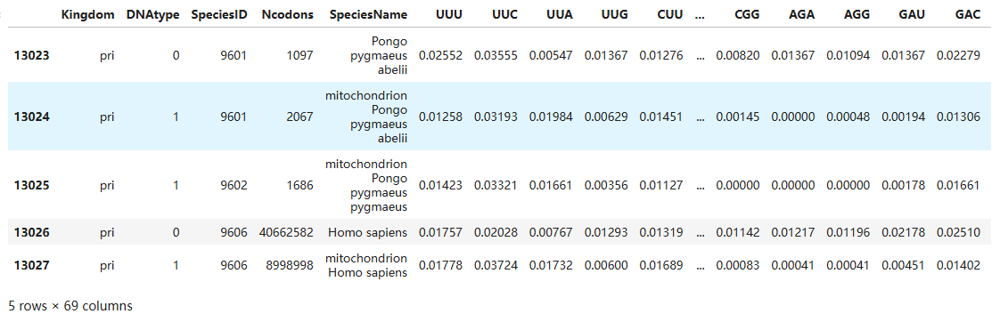 Kingdom DNAtype SpeciesID Ncodons SpeciesName UUU UUC UUA UUG CUU ... CGG AGA AGG GAU GAC
13023 pri 0 9601 1097 Pongo pygmaeus abelii 0.02552 0.03555 0.00547 0.01367 0.01276 ... 0.00820 0.01367 0.01094 0.01367 0.02279
13024 pri 1 9601 2067 mitochondrion Pongo pygmaeus abelii 0.01258 0.03193 0.01984 0.00629 0.01451 ... 0.00145 0.00000 0.00048 0.00194 0.01306
13025 pri 1 9602 1686 mitochondrion Pongo pygmaeus pygmaeus 0.01423 0.03321 0.01661 0.00356 0.01127 ... 0.00000 0.00000 0.00000 0.00178 0.01661
13026 pri 0 9606 40662582 Homo sapiens 0.01757 0.02028 0.00767 0.01293 0.01319 ... 0.01142 0.01217 0.01196 0.02178 0.02510
13027 pri 1 9606 8998998 mitochondrion Homo sapiens 0.01778 0.03724 0.01732 0.00600 0.01689 ... 0.00083 0.00041 0.00041 0.00451 0.01402
5 rows × 69 columns